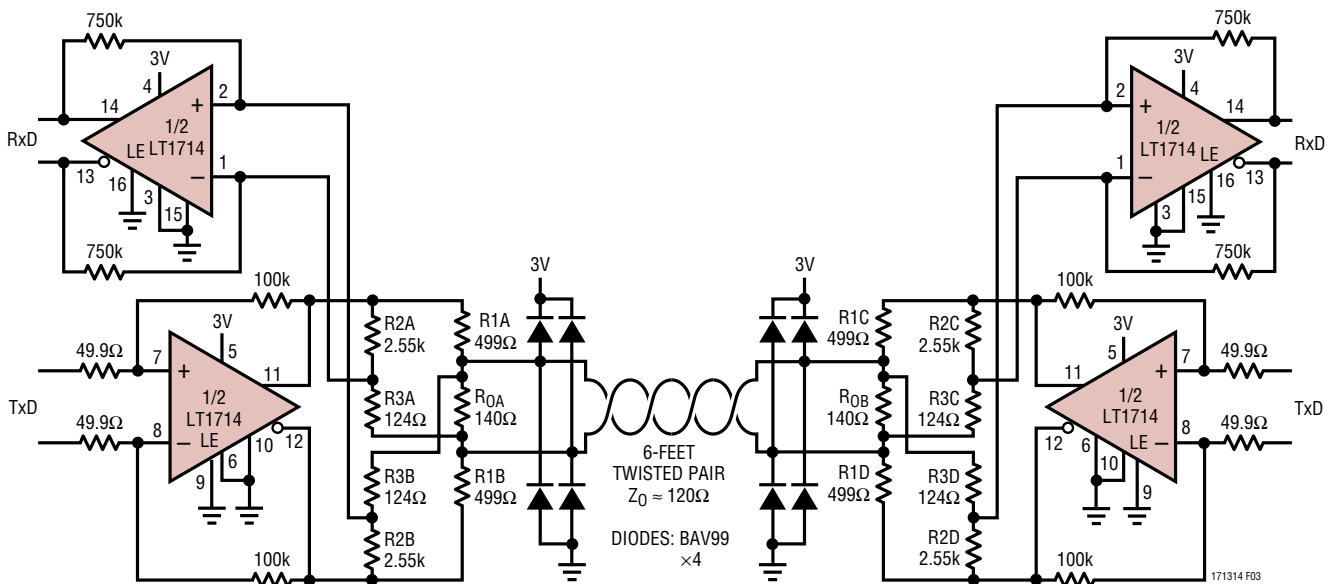 750k
3V
4
2
14
+
1/2
LT1714
LE
RxD
1
13
16
−
3
15
750k
100k
3V
5
49.9Ω
7
+
11
1/2
LT1714
TxD
49.9Ω
8
−
LE
10
12
6
9
100k
R2A
2.55k
R1A
499Ω
R3A
124Ω
R0A
140Ω
R3B
124Ω
R1B
499Ω
R2B
2.55k
3V
6-FEET
TWISTED PAIR
Z0 ≈ 120Ω
DIODES: BAV99
×4
3V
R1C
499Ω
R2C
2.55k
R0B
140Ω
R3C
124Ω
R1D
499Ω
R3D
124Ω
R2D
2.55k
750k
3V
4
2
14
+
1/2
LT1714
LE
RxD
1
13
16
−
15
3
750k
100k
3V
5
7
49.9Ω
+
11
1/2
LT1714
TxD
12
8
49.9Ω
6
LE
−
10
9
100k
171314 F03